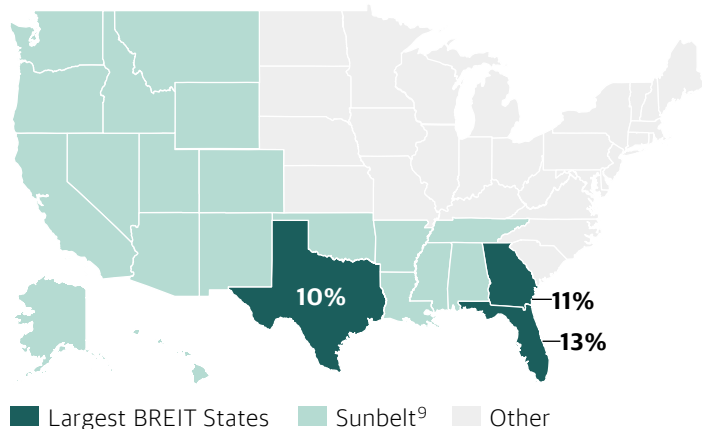 10%
11%
13%
Largest BREIT States
Sunbelt⁹
Other